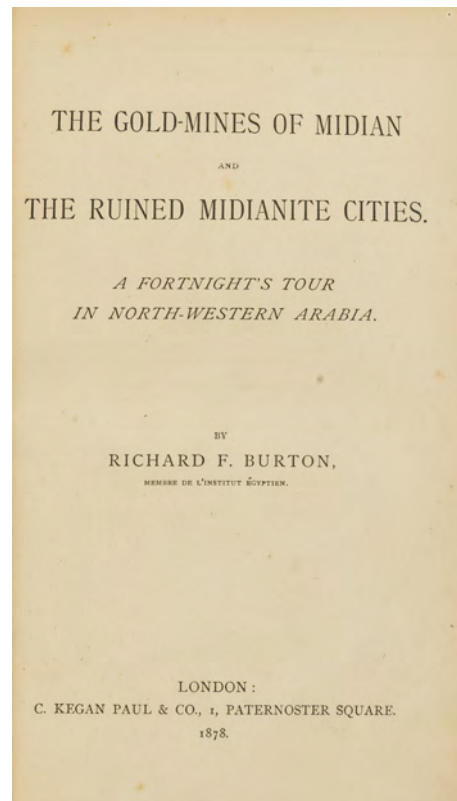 THE GOLD-MINES OF MIDIAN
AND
THE RUINED MIDIANITE CITIES.
A FORTNIGHT'S TOUR
IN NORTH-WESTERN ARABIA.
BY
RICHARD F. BURTON,
MEMBRE DE L'INSTITUT ÉGYPTIEN.
LONDON:
C. KEGAN PAUL & CO., 1, PATERNOSTER SQUARE.
1878.